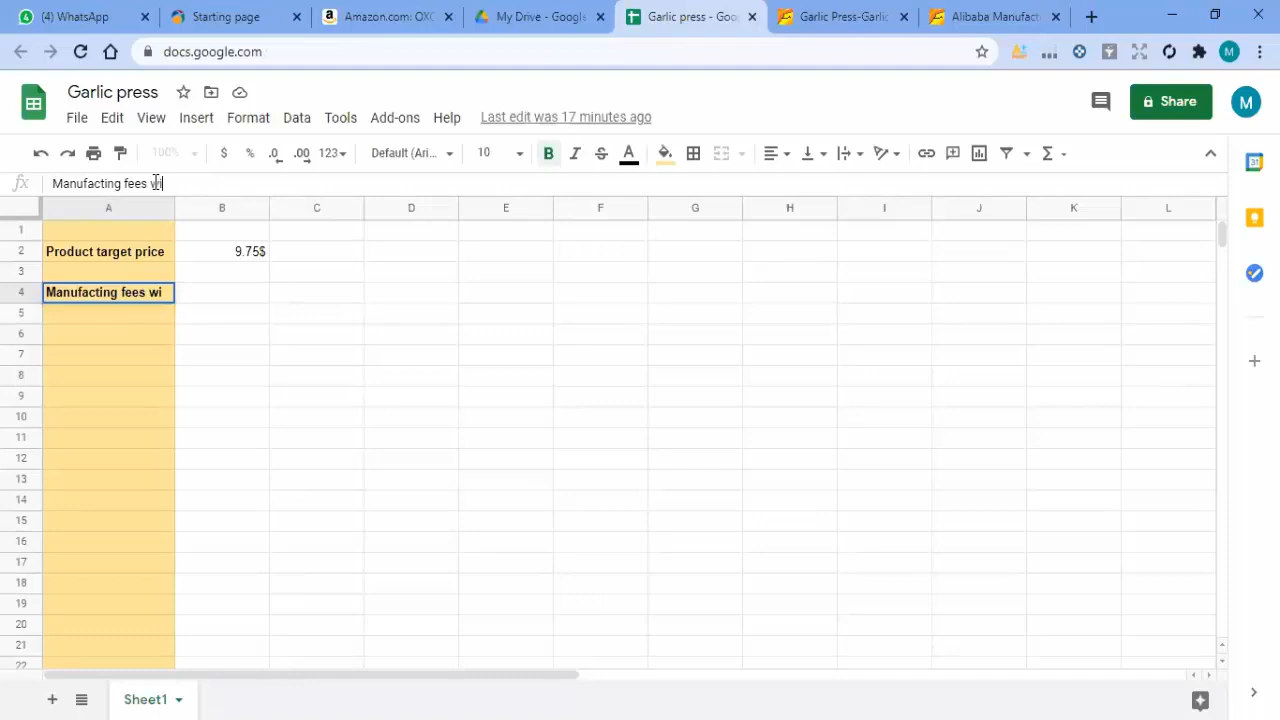 (4) WhatsApp
Starting page
Amazon.com: OXO
My Drive - Google
Garlic press - Goo
Garlic Press-Garlic
Alibaba Manufact
docs.google.com
M
Garlic press
File Edit View Insert Format Data Tools Add-ons Help Last edit was 17 minutes ago
Share
M
100% $ % .0 .00 123 Default (Ari... 10 B I S A
31
fx Manufacting fees wi
A B C D E F G H I J K L
1
2 Product target price 9.75$
3
4 Manufacting fees wi
5
6
7
8
9
10
11
12
13
14
15
16
17
18
19
20
21
22
Sheet1